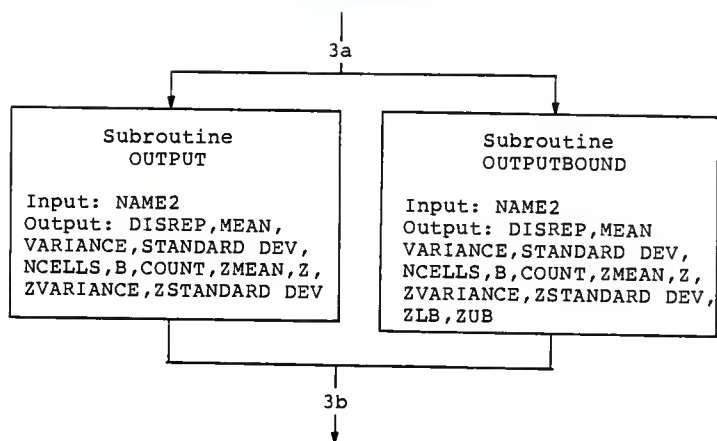 3a
Subroutine
OUTPUT
Input: NAME2
Output: DISREP,MEAN,
VARIANCE,STANDARD DEV,
NCELLS,B,COUNT,ZMEAN,Z,
ZVARIANCE,ZSTANDARD DEV
Subroutine
OUTPUTBOUND
Input: NAME2
Output: DISREP,MEAN
VARIANCE,STANDARD DEV,
NCELLS,B,COUNT,ZMEAN,Z,
ZVARIANCE,ZSTANDARD DEV,
ZLB,ZUB
3b